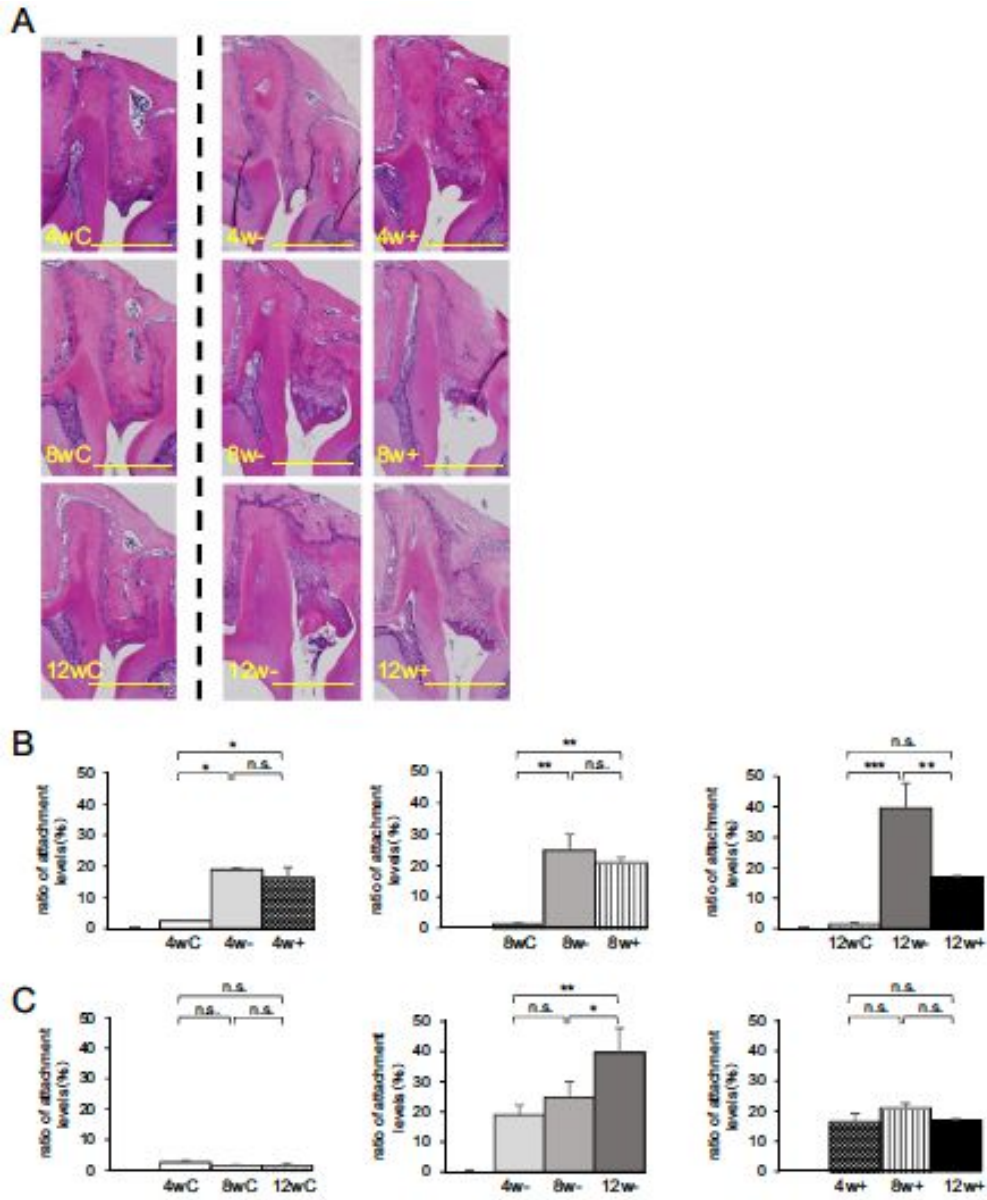 A
4wC 4w- 4w+
8wC 8w- 8w+
12wC 12w- 12w+
B
* ** n.s.
* n.s. ** n.s. *** **
ratio of attachment levels (%)
50
40
30
20
10
0
4wC 4w- 4w+
ratio of attachment levels (%)
50
40
30
20
10
0
8wC 8w- 8w+
ratio of attachment levels (%)
50
40
30
20
10
0
12wC 12w- 12w+
C
n.s. ** n.s.
n.s. n.s. n.s. * n.s. n.s.
ratio of attachment levels (%)
50
40
30
20
10
0
4wC 8wC 12wC
ratio of attachment levels (%)
50
40
30
20
10
0
4w- 8w- 12w-
ratio of attachment levels (%)
50
40
30
20
10
0
4w+ 8w+ 12w+